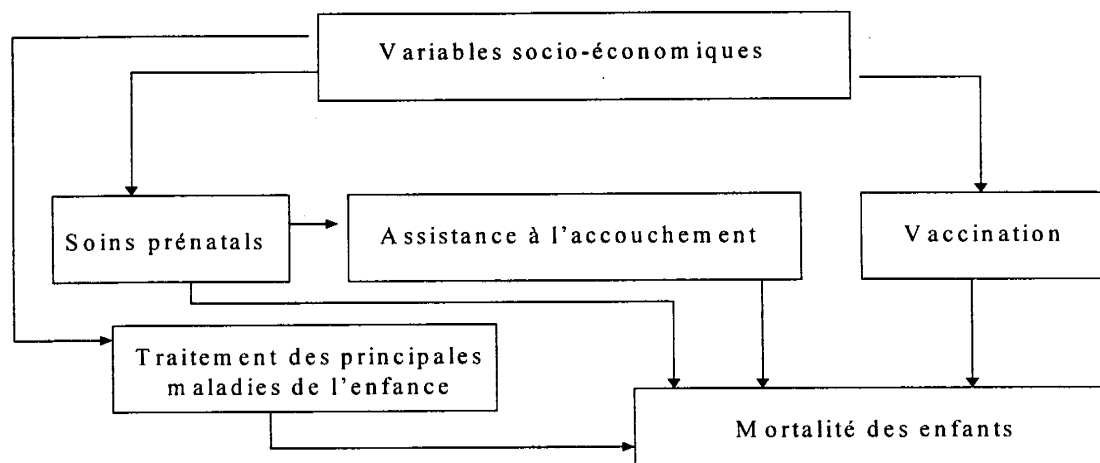 Variables socio-économiques
Soins prénatals
Assistance à l'accouchement
Vaccination
Traitement des principales
maladies de l'enfance
Mortalité des enfants